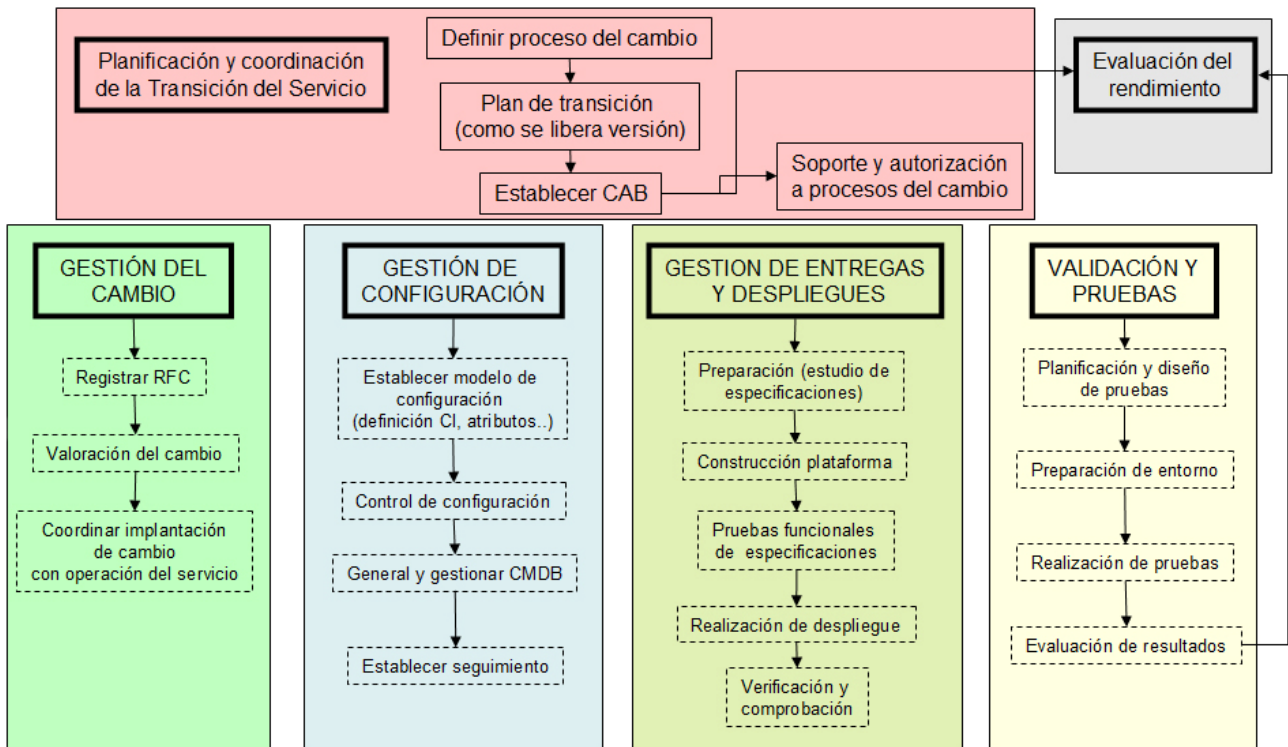 Planificación y coordinación
de la Transición del Servicio
Definir proceso del cambio
Plan de transición
(como se libera versión)
Establecer CAB
Soporte y autorización
a procesos del cambio
Evaluación del
rendimiento
GESTIÓN DEL
CAMBIO
Registrar RFC
Valoración del cambio
Coordinar implantación
de cambio
con operación del servicio
GESTIÓN DE
CONFIGURACIÓN
Establecer modelo de
configuración
(definición CI, atributos..)
Control de configuración
General y gestionar CMDB
Establecer seguimiento
GESTION DE ENTREGAS
Y DESPLIEGUES
Preparación (estudio de
especificaciones)
Construcción plataforma
Pruebas funcionales
de especificaciones
Realización de despliegue
Verificación y
comprobación
VALIDACIÓN Y
PRUEBAS
Planificación y diseño
de pruebas
Preparación de entorno
Realización de pruebas
Evaluación de resultados